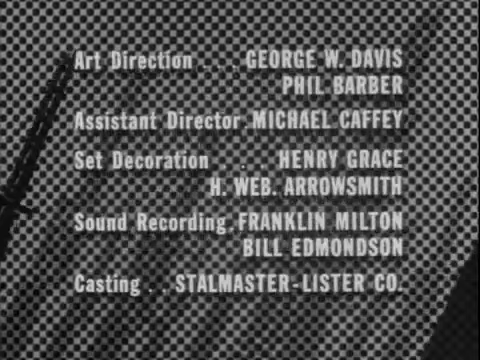 Art Direction . . . GEORGE W. DAVIS
PHIL BARBER
Assistant Director. MICHAEL CAFFEY
Set Decoration . . . HENRY GRACE
H. WEB. ARROWSMITH
Sound Recording. FRANKLIN MILTON
BILL EDMONDSON
Casting . . STALMASTER-LISTER CO.